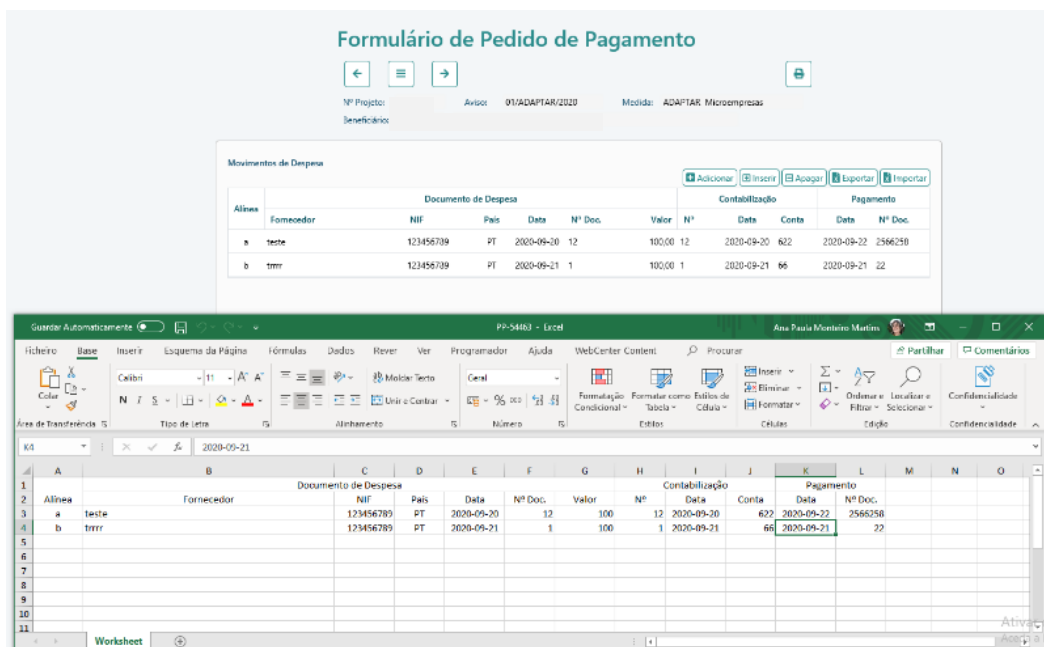 Formulário de Pedido de Pagamento
Nº Projeto: Aviso: 01/ADAPTAR/2020 Medida: ADAPTAR Microempresas
Beneficiário:
Movimentos de Despesa
Adicionar Inserir Apagar Exportar Importar
Alínea Documento de Despesa Contabilização Pagamento
Fornecedor NIF País Data Nº Doc. Valor Nº Data Conta Data Nº Doc.
a teste 123456789 PT 2020-09-20 12 100,00 12 2020-09-20 622 2020-09-22 2566258
b trrrr 123456789 PT 2020-09-21 1 100,00 1 2020-09-21 66 2020-09-21 22
Guardar Automaticamente PP-54463 - Excel Ana Paula Monteiro Martins
Ficheiro Base Inserir Esquema da Página Fórmulas Dados Rever Ver Programador Ajuda WebCenter Content Procurar Partilhar Comentários
Colar Calibri 11 A A Moldar Texto Geral Formatação Condicional Formatar como Tabela Estilos de Célula Inserir Eliminar Formatar Ordenar e Filtrar Localizar e Selecionar Confidencialidade
N I S A Unir e Centrar % 000
Área de Transferência Tipo de Letra Alinhamento Número Estilos Células Edição Confidencialidade
K4 fx 2020-09-21
A B C D E F G H I J K L M N O
1 Documento de Despesa Contabilização Pagamento
2 Alínea Fornecedor NIF País Data Nº Doc. Valor Nº Data Conta Data Nº Doc.
3 a teste 123456789 PT 2020-09-20 12 100 12 2020-09-20 622 2020-09-22 2566258
4 b trrrr 123456789 PT 2020-09-21 1 100 1 2020-09-21 66 2020-09-21 22
5
6
7
8
9
10
11
Worksheet